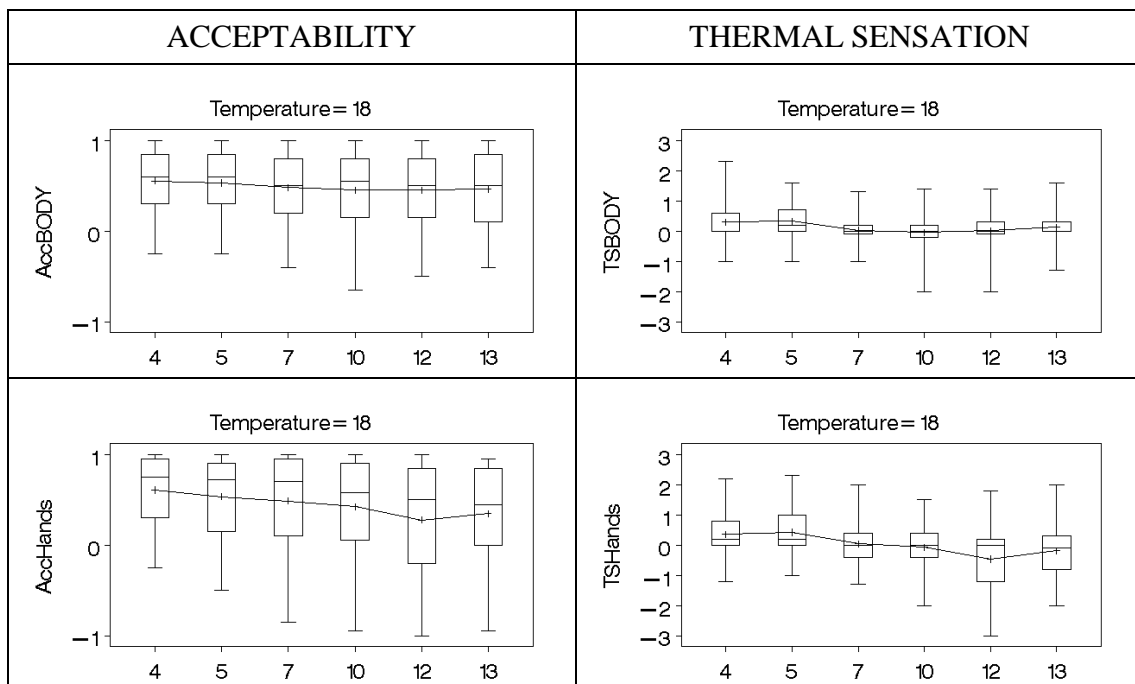 ACCEPTABILITY
THERMAL SENSATION
Temperature= 18
AccBODY
1
0
−1
4 5 7 10 12 13
Temperature= 18
TSBODY
3
2
1
0
−1
−2
−3
4 5 7 10 12 13
Temperature= 18
AccHands
1
0
−1
4 5 7 10 12 13
Temperature= 18
TSHands
3
2
1
0
−1
−2
−3
4 5 7 10 12 13